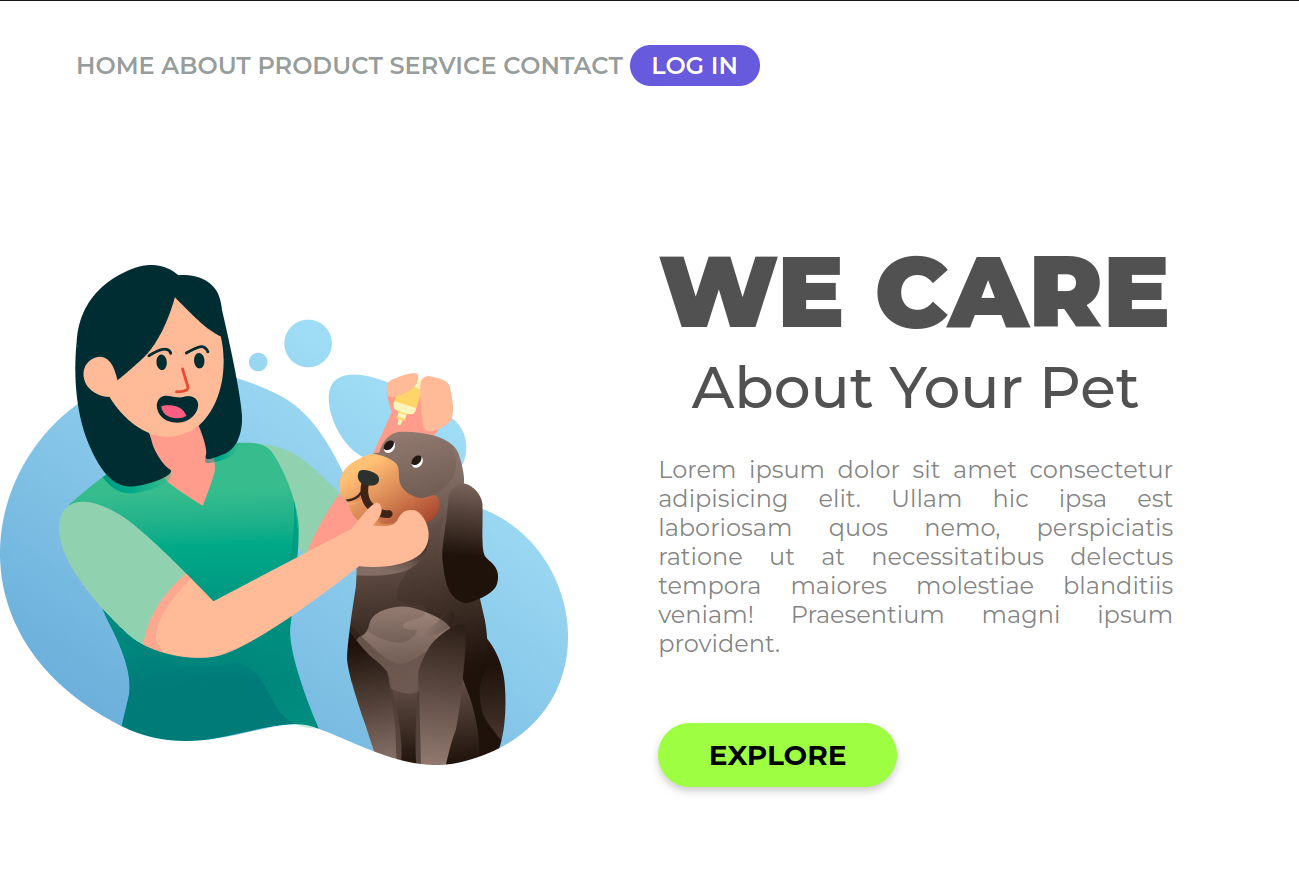 HOME ABOUT PRODUCT SERVICE CONTACT LOG IN
WE CARE
About Your Pet
Lorem ipsum dolor sit amet consectetur
adipisicing elit. Ullam hic ipsa est
laboriosam quos nemo, perspiciatis
ratione ut at necessitatibus delectus
tempora maiores molestiae blanditiis
veniam! Praesentium magni ipsum
provident.
EXPLORE